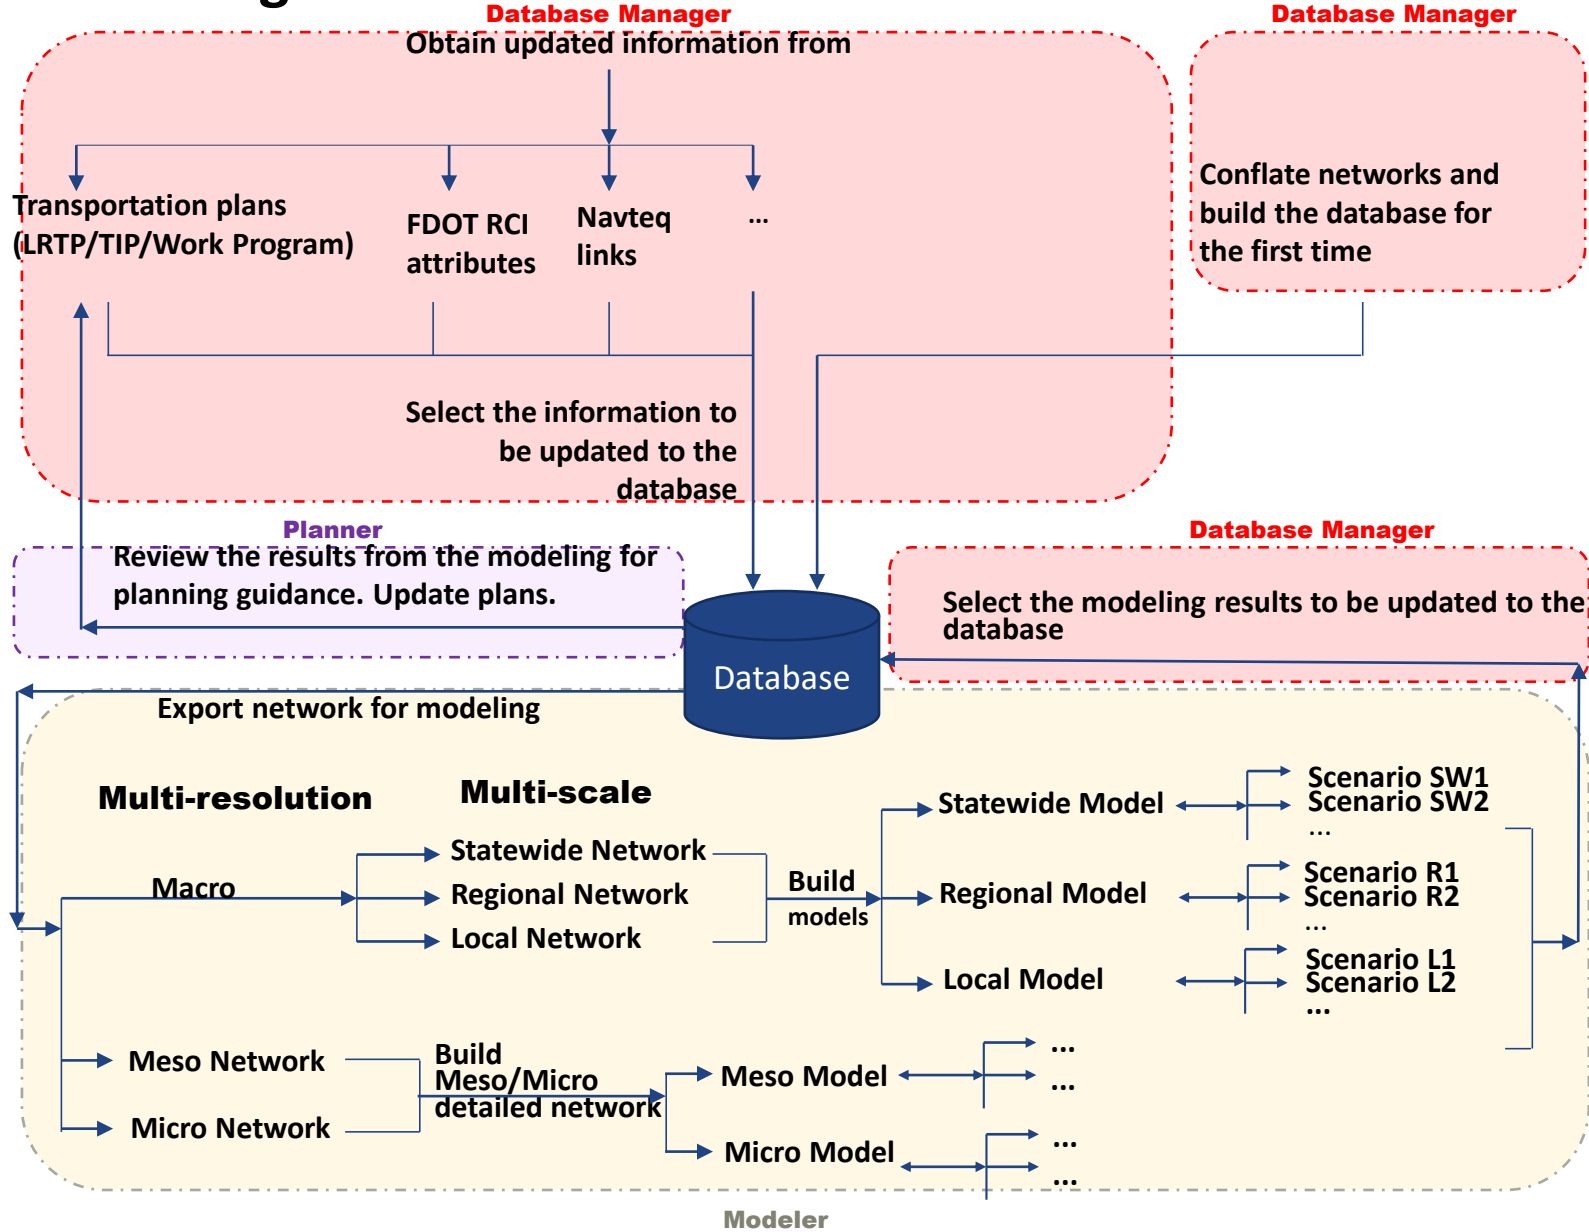 Database Manager
Database Manager
Obtain updated information from
Transportation plans
(LRTP/TIP/Work Program)
FDOT RCI
attributes
Navteq
links
...
Conflate networks and
build the database for
the first time
Select the information to
be updated to the
database
Planner
Review the results from the modeling for
planning guidance. Update plans.
Database Manager
Select the modeling results to be updated to the
database
Database
Export network for modeling
Multi-resolution
Multi-scale
Macro
Statewide Network
Regional Network
Local Network
Build
models
Statewide Model
Regional Model
Local Model
Scenario SW1
Scenario SW2
...
Scenario R1
Scenario R2
...
Scenario L1
Scenario L2
...
Meso Network
Micro Network
Build
Meso/Micro
detailed network
Meso Model
Micro Model
...
...
...
...
Modeler